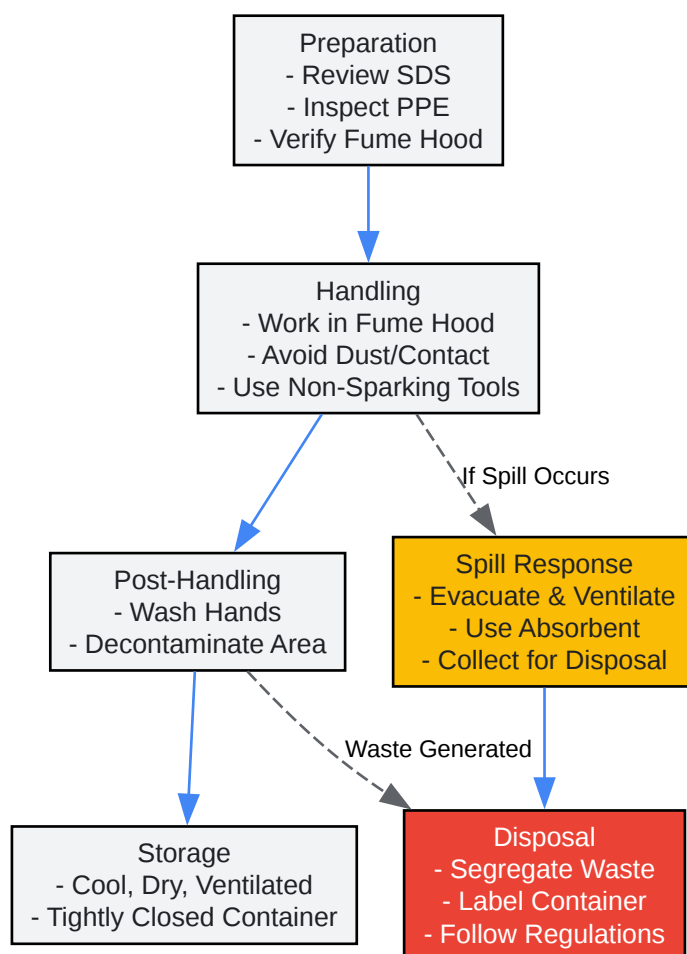 Preparation
- Review SDS
- Inspect PPE
- Verify Fume Hood
Handling
- Work in Fume Hood
- Avoid Dust/Contact
- Use Non-Sparking Tools
If Spill Occurs
Post-Handling
- Wash Hands
- Decontaminate Area
Spill Response
- Evacuate & Ventilate
- Use Absorbent
- Collect for Disposal
Waste Generated
Storage
- Cool, Dry, Ventilated
- Tightly Closed Container
Disposal
- Segregate Waste
- Label Container
- Follow Regulations